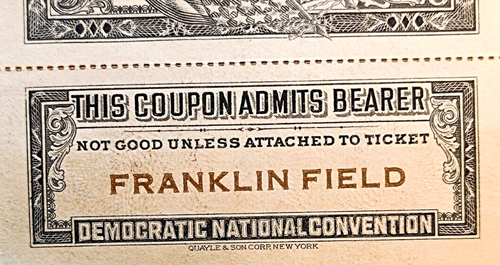 THIS COUPON ADMITS BEARER
NOT GOOD UNLESS ATTACHED TO TICKET
FRANKLIN FIELD
DEMOCRATIC NATIONAL CONVENTION
QUAYLE & SON CORP. NEW YORK